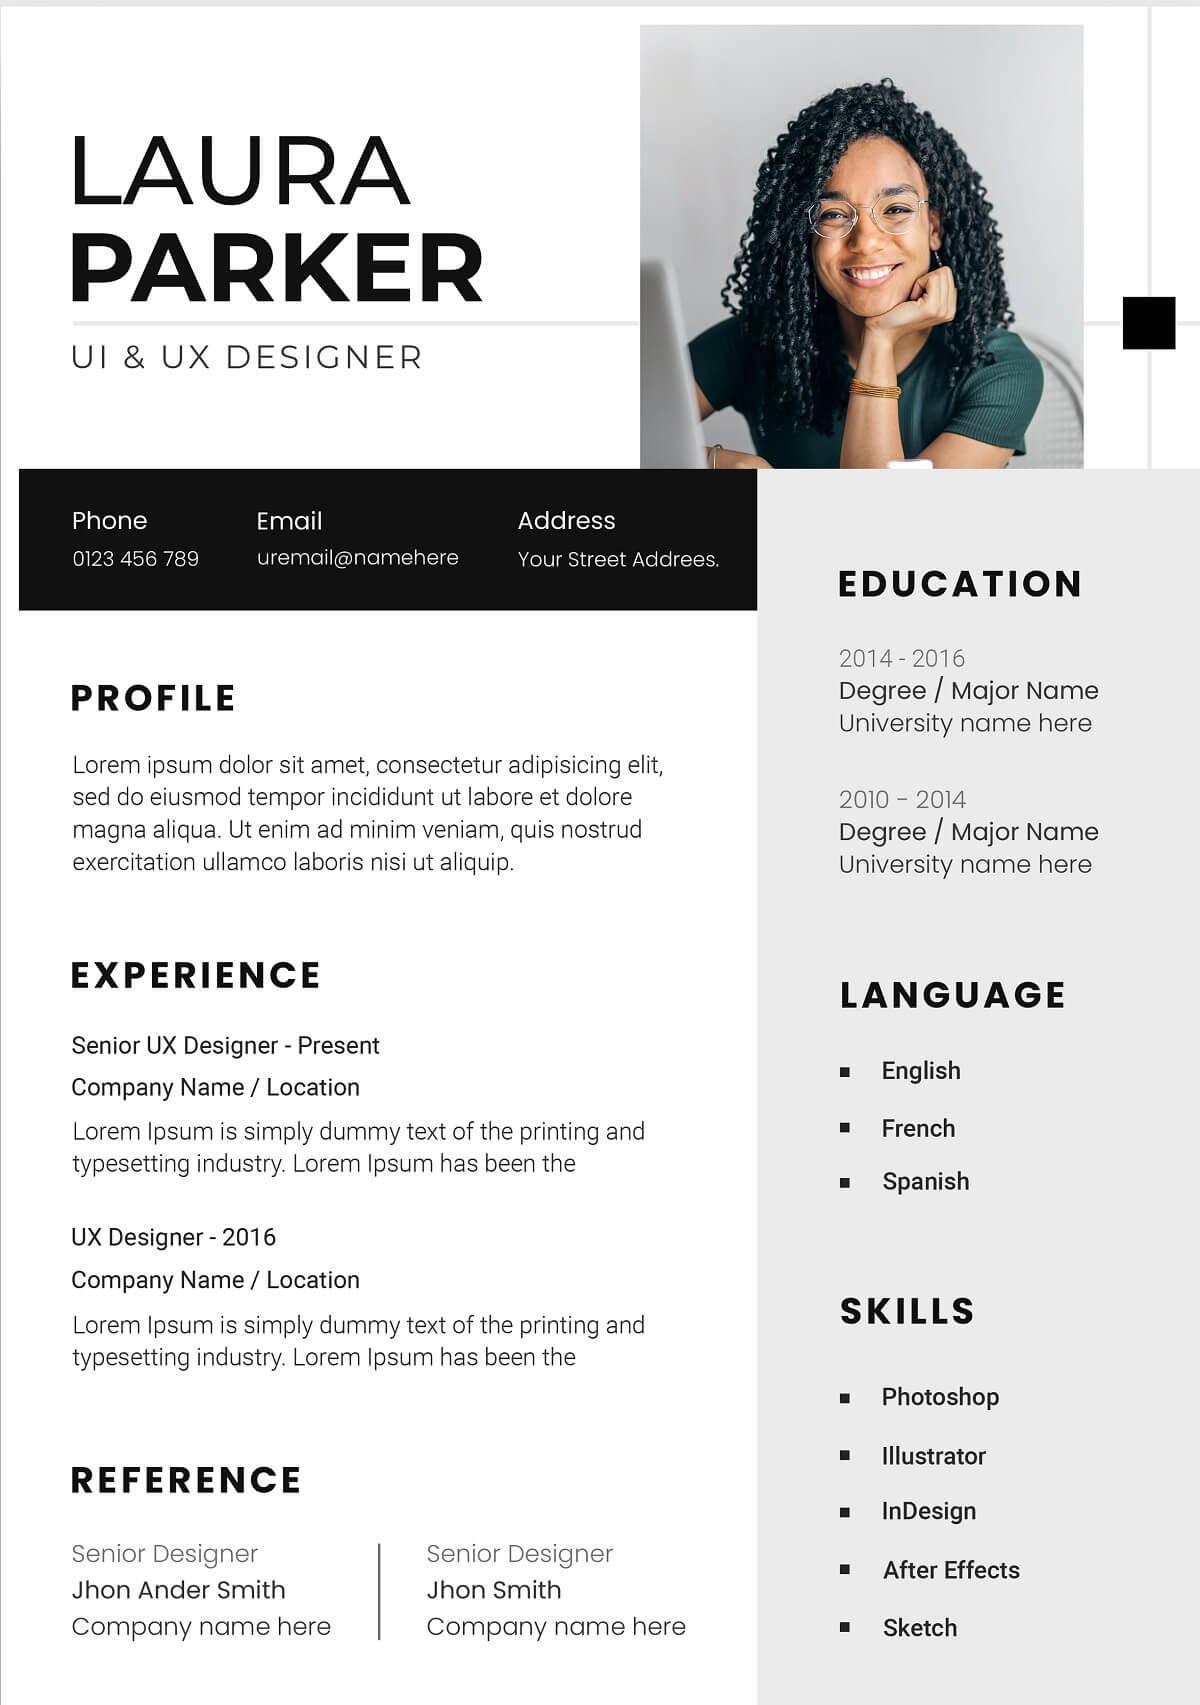 LAURA
PARKER
UI & UX DESIGNER
Phone
0123 456 789
Email
uremail@namehere
Address
Your Street Addrees.
PROFILE
Lorem ipsum dolor sit amet, consectetur adipisicing elit,
sed do eiusmod tempor incididunt ut labore et dolore
magna aliqua. Ut enim ad minim veniam, quis nostrud
exercitation ullamco laboris nisi ut aliquip.
EXPERIENCE
Senior UX Designer - Present
Company Name / Location
Lorem Ipsum is simply dummy text of the printing and
typesetting industry. Lorem Ipsum has been the
UX Designer - 2016
Company Name / Location
Lorem Ipsum is simply dummy text of the printing and
typesetting industry. Lorem Ipsum has been the
REFERENCE
Senior Designer
Jhon Ander Smith
Company name here
Senior Designer
Jhon Smith
Company name here
EDUCATION
2014 - 2016
Degree / Major Name
University name here
2010 - 2014
Degree / Major Name
University name here
LANGUAGE
English
French
Spanish
SKILLS
Photoshop
Illustrator
InDesign
After Effects
Sketch